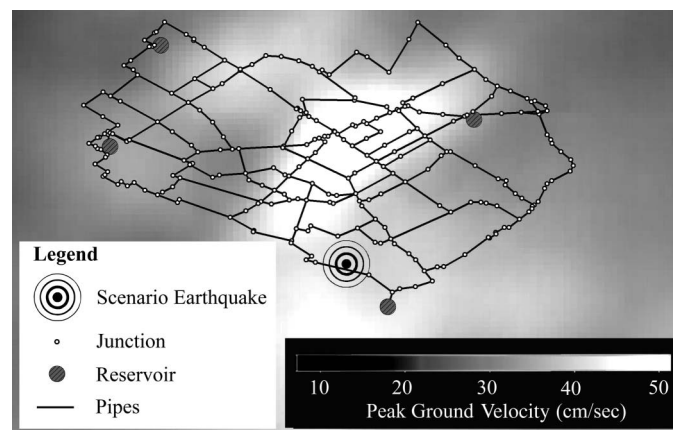 Legend
Scenario Earthquake
Junction
Reservoir
Pipes
10 20 30 40 50
Peak Ground Velocity (cm/sec)